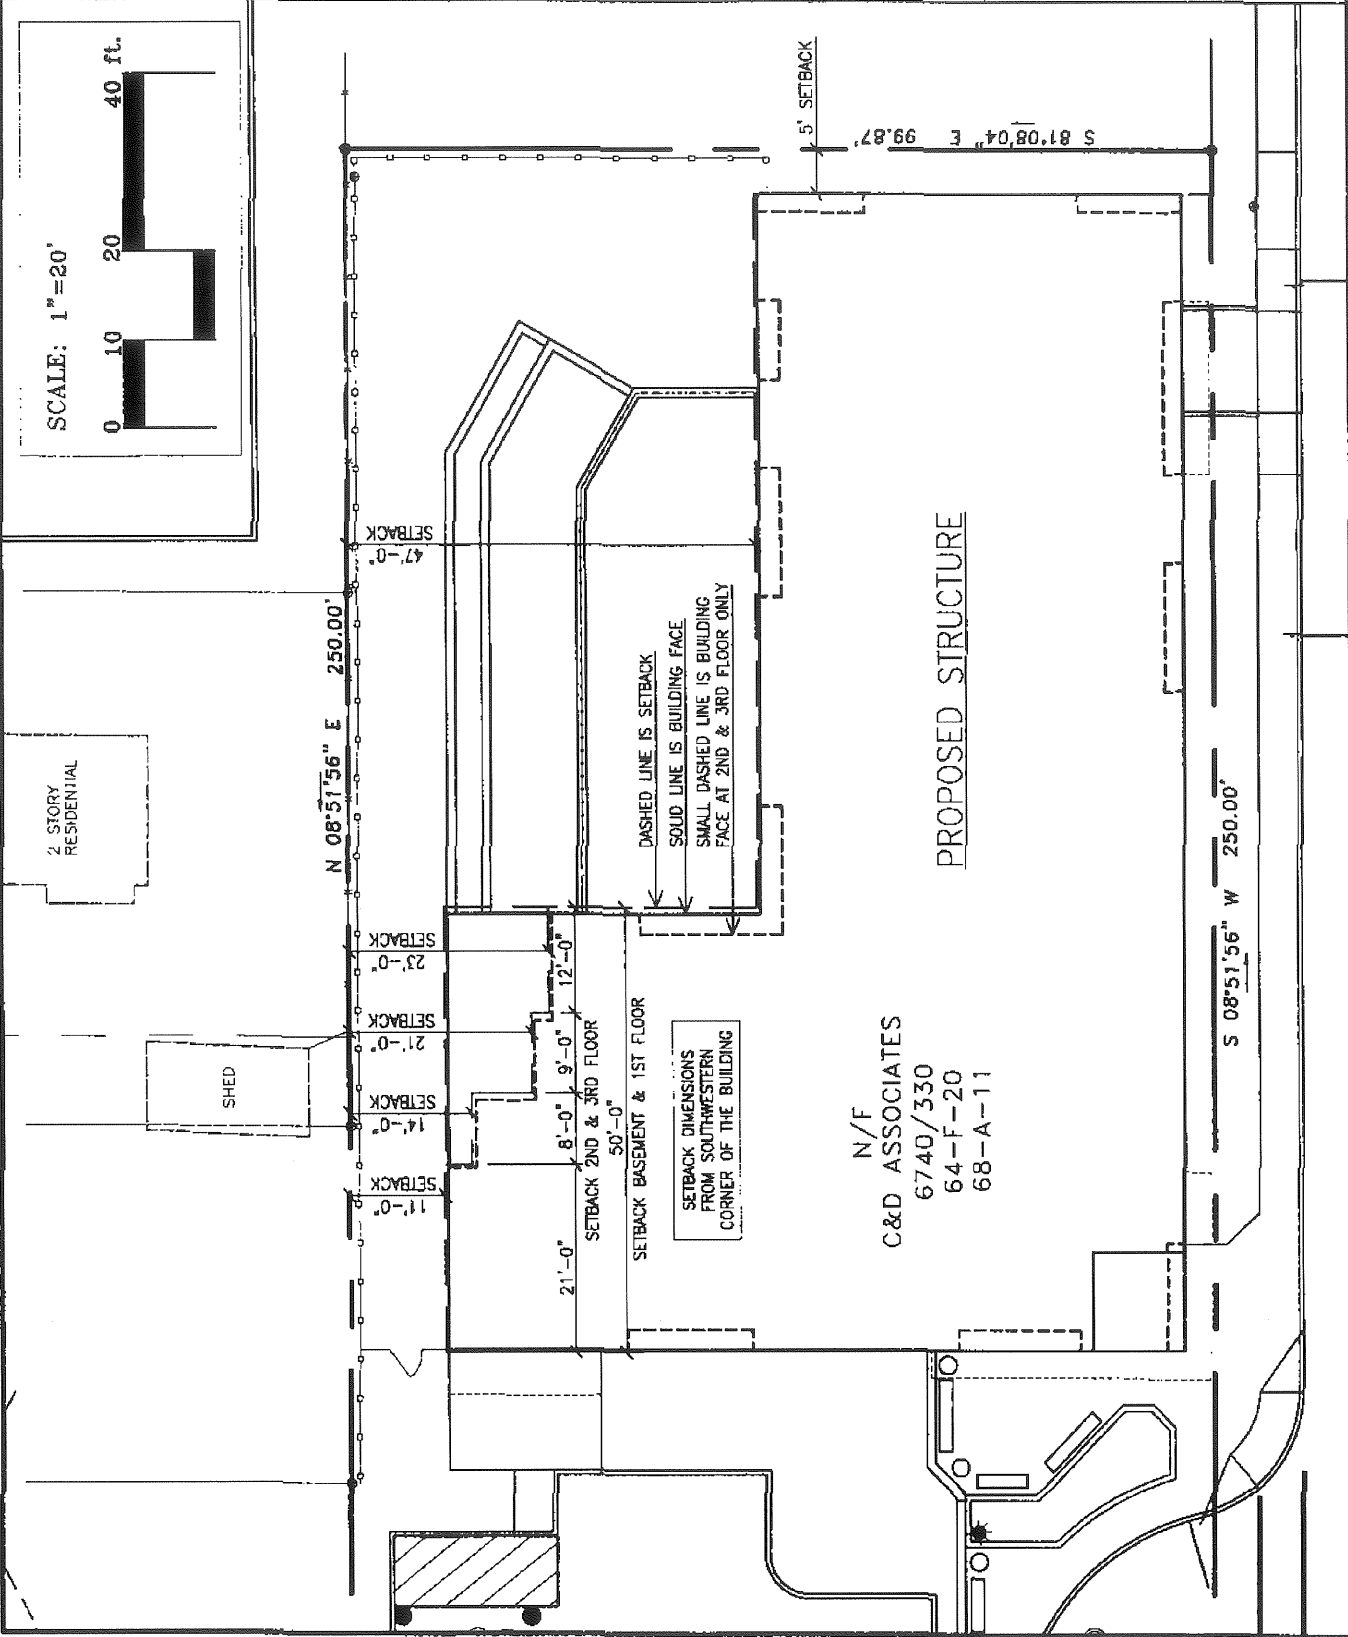 SCALE: 1"=20'
0 10 20 40 ft.
2 STORY
RESIDENTIAL
SHED
N 08°51'56" E 250.00'
47'-0"
SETBACK
23'-0"
SETBACK
21'-0"
SETBACK
14'-0"
SETBACK
11'-0"
SETBACK
5' SETBACK
S 81°08'04" E 99.87'
DASHED LINE IS SETBACK
SOLID LINE IS BUILDING FACE
SMALL DASHED LINE IS BUILDING
FACE AT 2ND & 3RD FLOOR ONLY
21'-0" 8'-0" 9'-0" 12'-0"
SETBACK 2ND & 3RD FLOOR
50'-0"
SETBACK BASEMENT & 1ST FLOOR
SETBACK DIMENSIONS
FROM SOUTHWESTERN
CORNER OF THE BUILDING
PROPOSED STRUCTURE
N/F
C&D ASSOCIATES
6740/330
64-F-20
68-A-11
S 08°51'56" W 250.00'